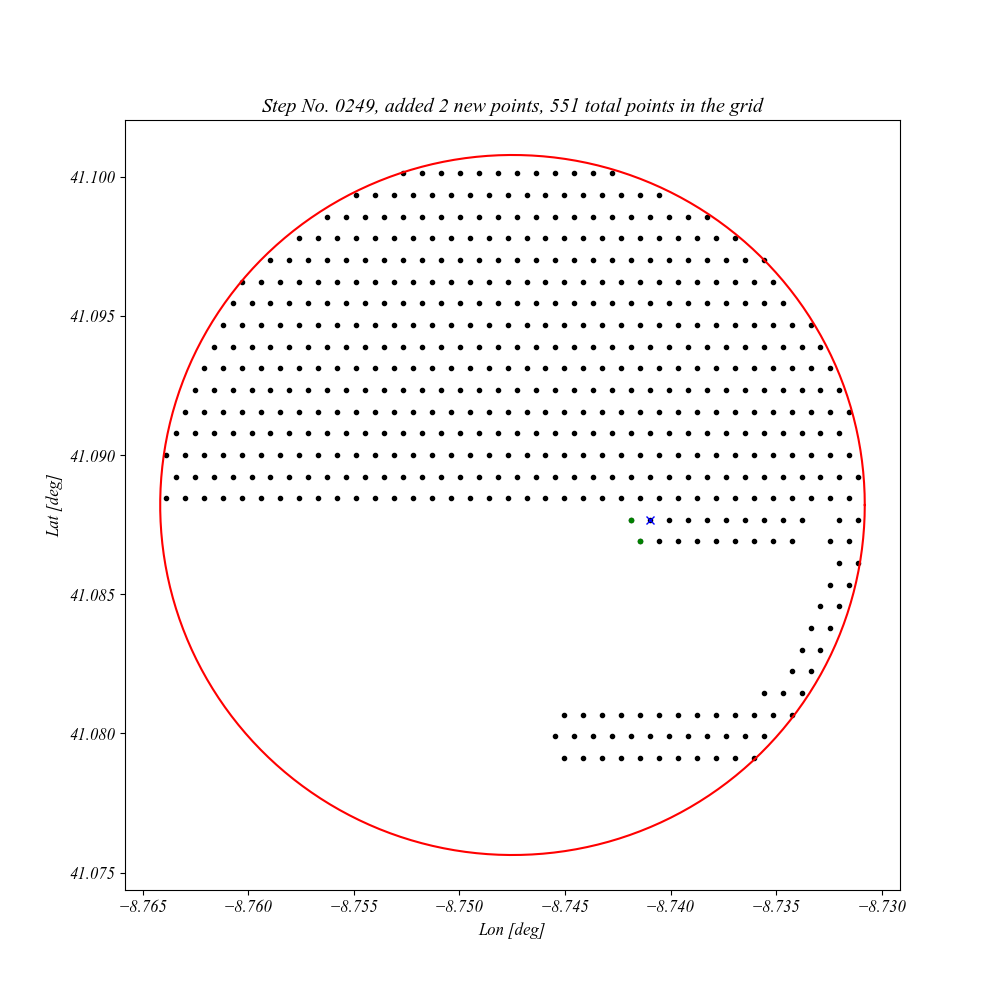 Step No. 0249, added 2 new points, 551 total points in the grid
41.100
41.095
41.090
41.085
41.080
41.075
Lat [deg]
−8.765 −8.760 −8.755 −8.750 −8.745 −8.740 −8.735 −8.730
Lon [deg]